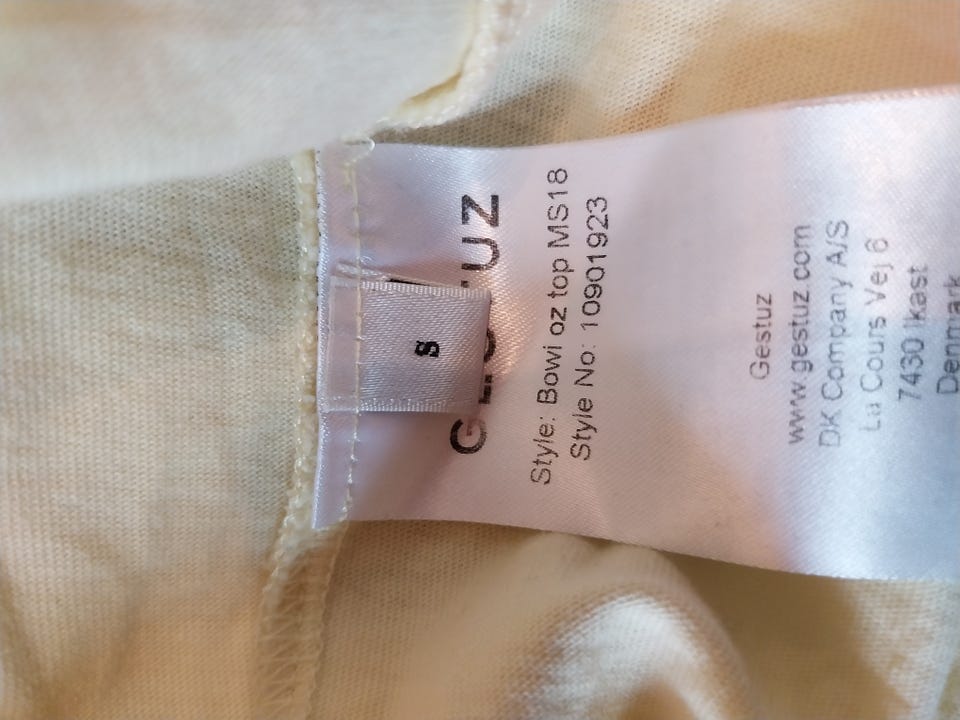 S
GESTUZ
Style: Bowi oz top MS18
Style No: 10901923
Gestuz
www.gestuz.com
DK Company A/S
La Cours Vej 6
7430 Ikast
Denmark